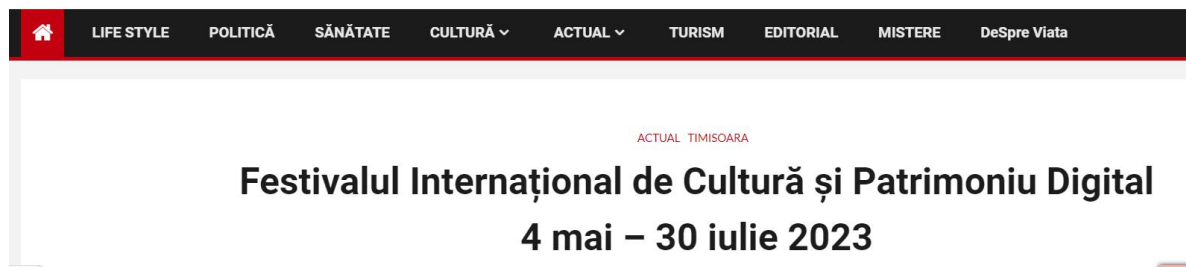 LIFE STYLE POLITICĂ SĂNĂTATE CULTURĂ ACTUAL TURISM EDITORIAL MISTERE DeSpre Viata
ACTUAL TIMISOARA
Festivalul Internațional de Cultură și Patrimoniu Digital
4 mai – 30 iulie 2023